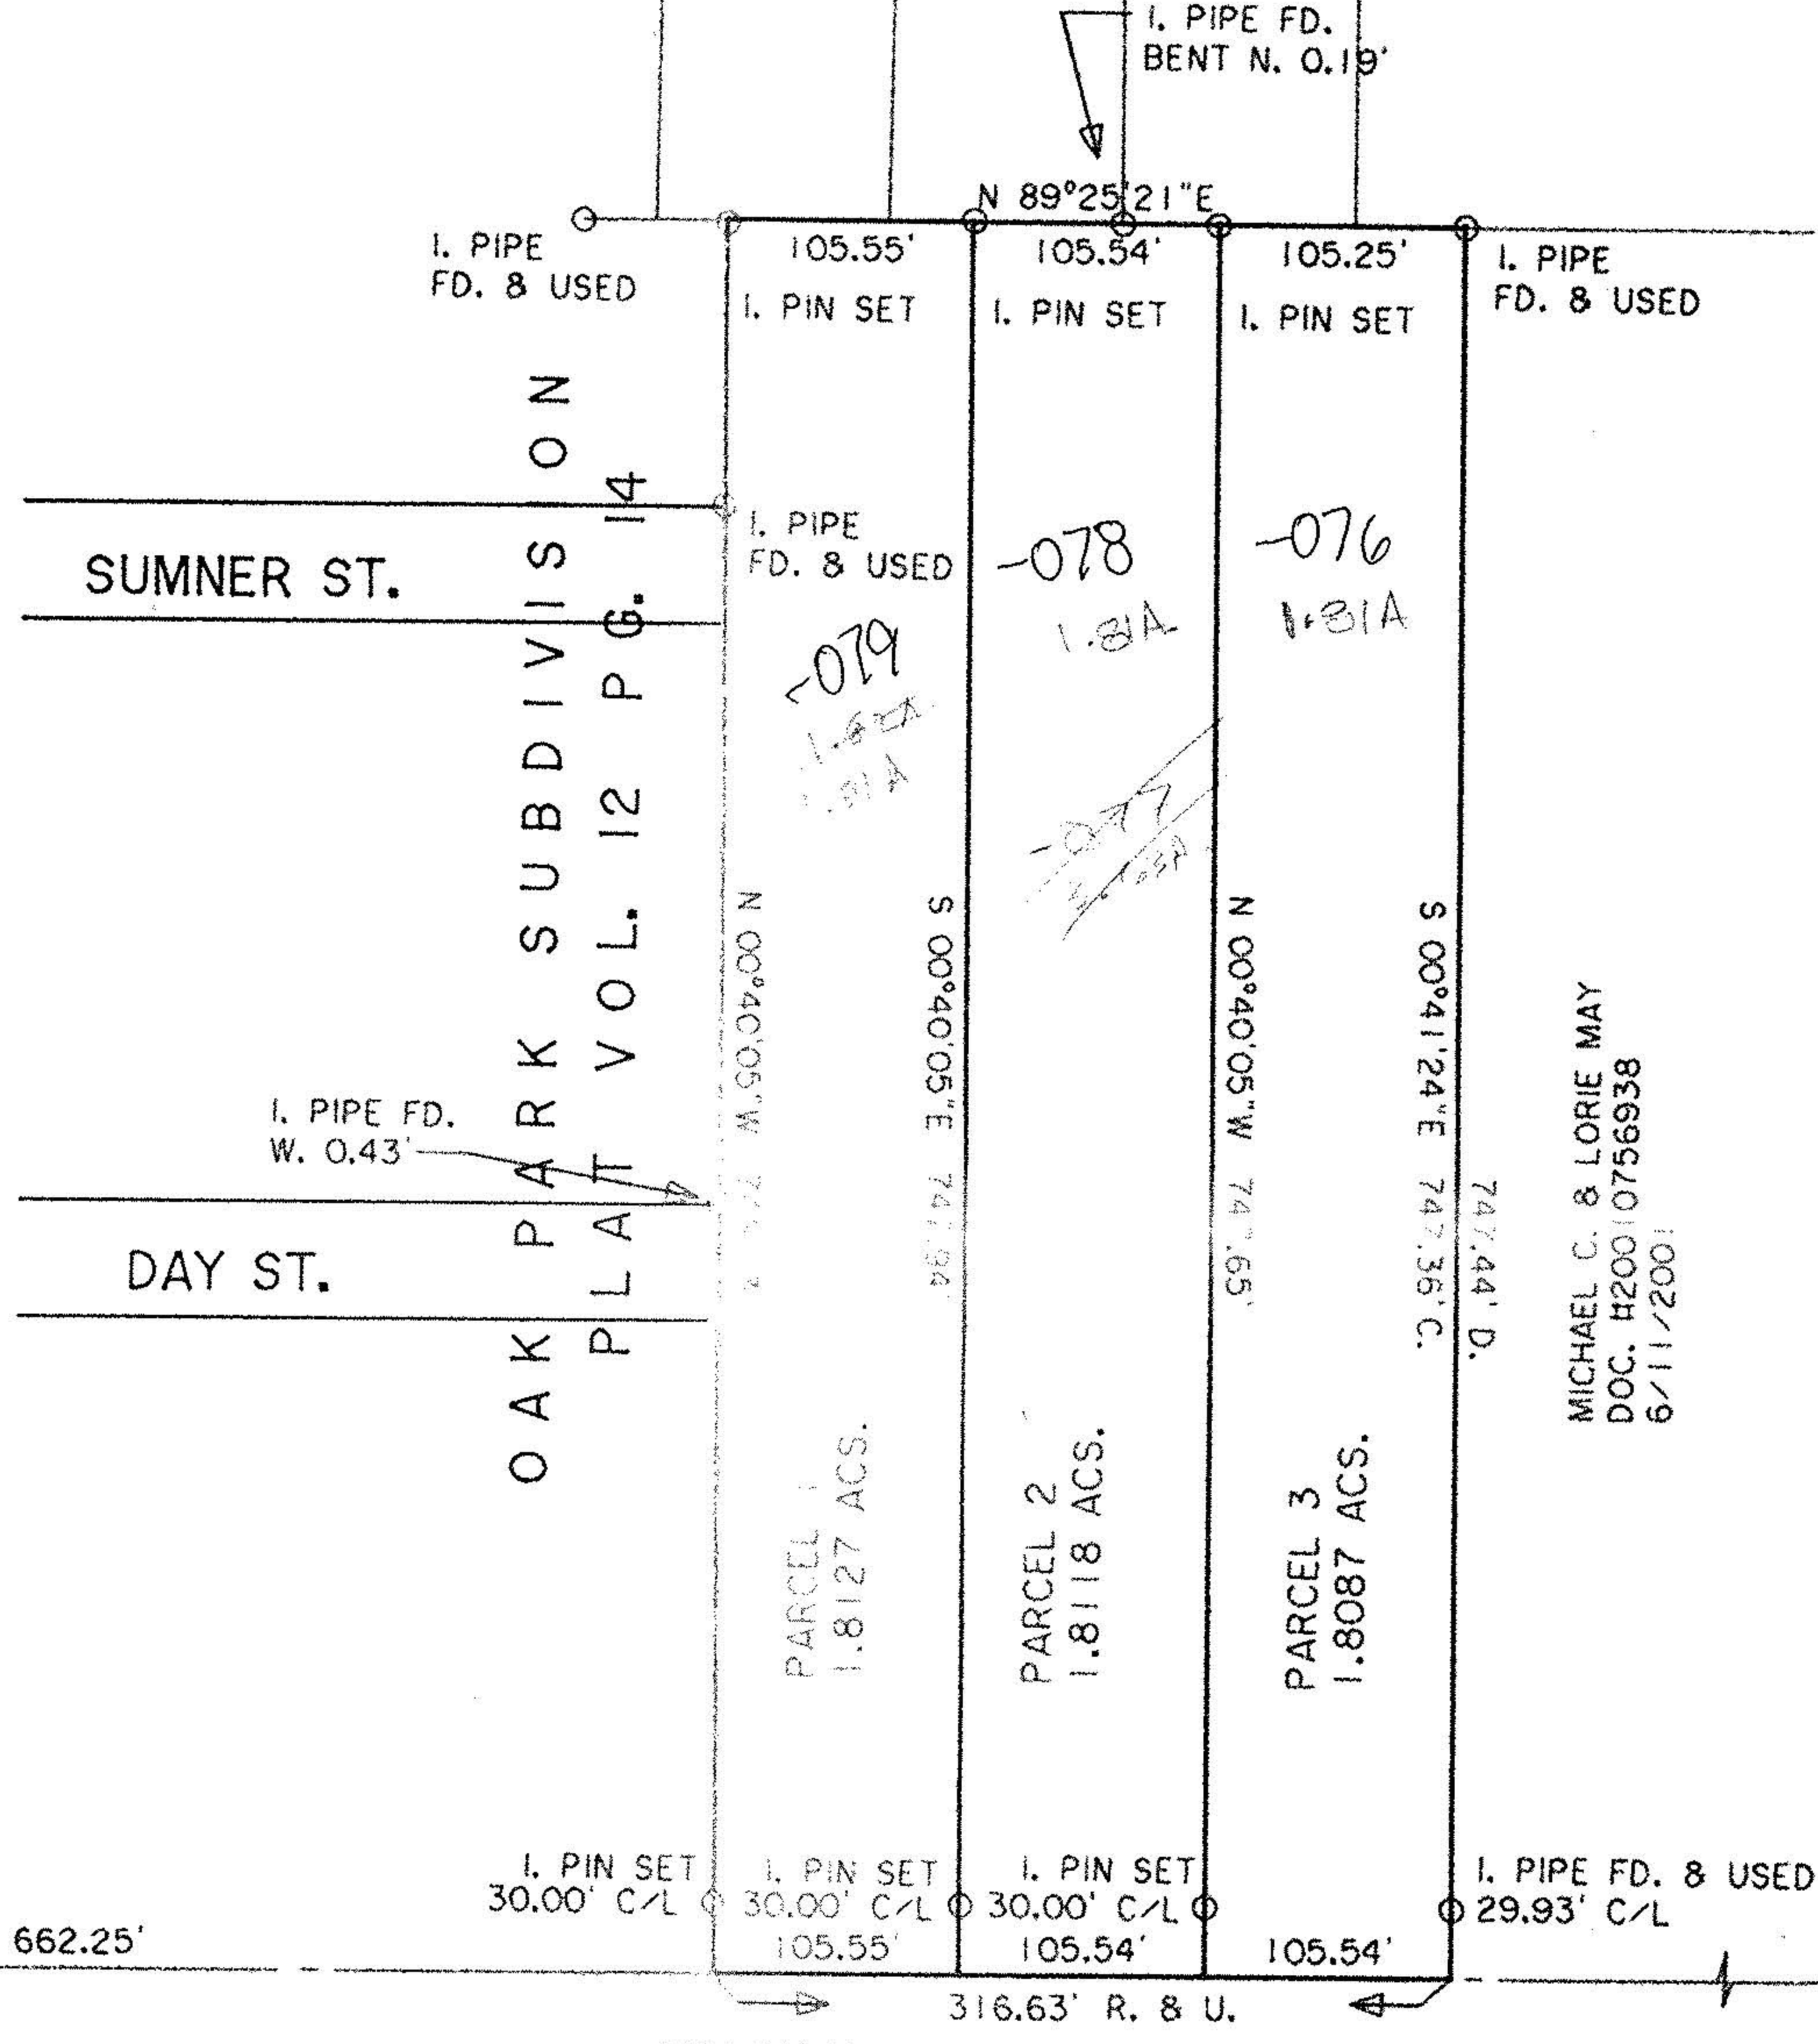 I. PIPE FD.
BENT N. 0.19'
N 89°25'21"E
I. PIPE
FD. & USED
105.55'
105.54'
105.25'
I. PIPE
FD. & USED
I. PIN SET
I. PIN SET
I. PIN SET
OAK PARK SUBDIVISION
PLAT VOL. 12 PG. 14
SUMNER ST.
I. PIPE
FD. & USED
-079
1.81A
-078
1.81A
-076
1.81A
-077
N 00°40'05"W
S 00°40'05"E
N 00°40'05"W
S 00°41'24"E 747.36' C.
747.44' D.
MICHAEL C. & LORIE MAY
DOC. #20010756938
6/11/2001
I. PIPE FD.
W. 0.43'
DAY ST.
PARCEL 1
1.8127 ACS.
PARCEL 2
1.8118 ACS.
PARCEL 3
1.8087 ACS.
I. PIN SET
30.00' C/L
I. PIN SET
30.00' C/L
I. PIN SET
30.00' C/L
I. PIPE FD. & USED
29.93' C/L
662.25'
105.55'
105.54'
105.54'
316.63' R. & U.